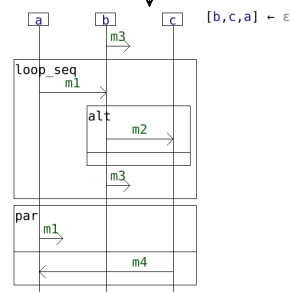 a b c [b,c,a] ← ε
m3
loop_seq
m1
alt
m2
m3
par
m1
m4